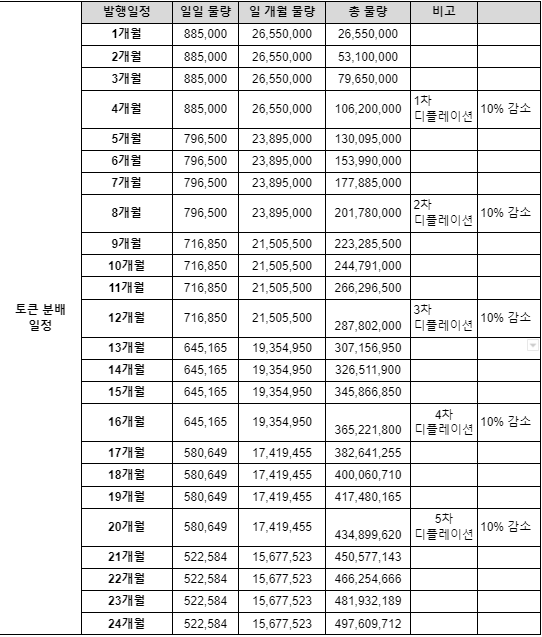 발행일정 일일 물량 일 개월 물량 총 물량 비고
1개월 885,000 26,550,000 26,550,000
2개월 885,000 26,550,000 53,100,000
3개월 885,000 26,550,000 79,650,000
4개월 885,000 26,550,000 106,200,000 1차 디플레이션 10% 감소
5개월 796,500 23,895,000 130,095,000
6개월 796,500 23,895,000 153,990,000
7개월 796,500 23,895,000 177,885,000
8개월 796,500 23,895,000 201,780,000 2차 디플레이션 10% 감소
9개월 716,850 21,505,500 223,285,500
10개월 716,850 21,505,500 244,791,000
11개월 716,850 21,505,500 266,296,500
토큰 분배 일정
12개월 716,850 21,505,500 287,802,000 3차 디플레이션 10% 감소
13개월 645,165 19,354,950 307,156,950
14개월 645,165 19,354,950 326,511,900
15개월 645,165 19,354,950 345,866,850
16개월 645,165 19,354,950 365,221,800 4차 디플레이션 10% 감소
17개월 580,649 17,419,455 382,641,255
18개월 580,649 17,419,455 400,060,710
19개월 580,649 17,419,455 417,480,165
20개월 580,649 17,419,455 434,899,620 5차 디플레이션 10% 감소
21개월 522,584 15,677,523 450,577,143
22개월 522,584 15,677,523 466,254,666
23개월 522,584 15,677,523 481,932,189
24개월 522,584 15,677,523 497,609,712